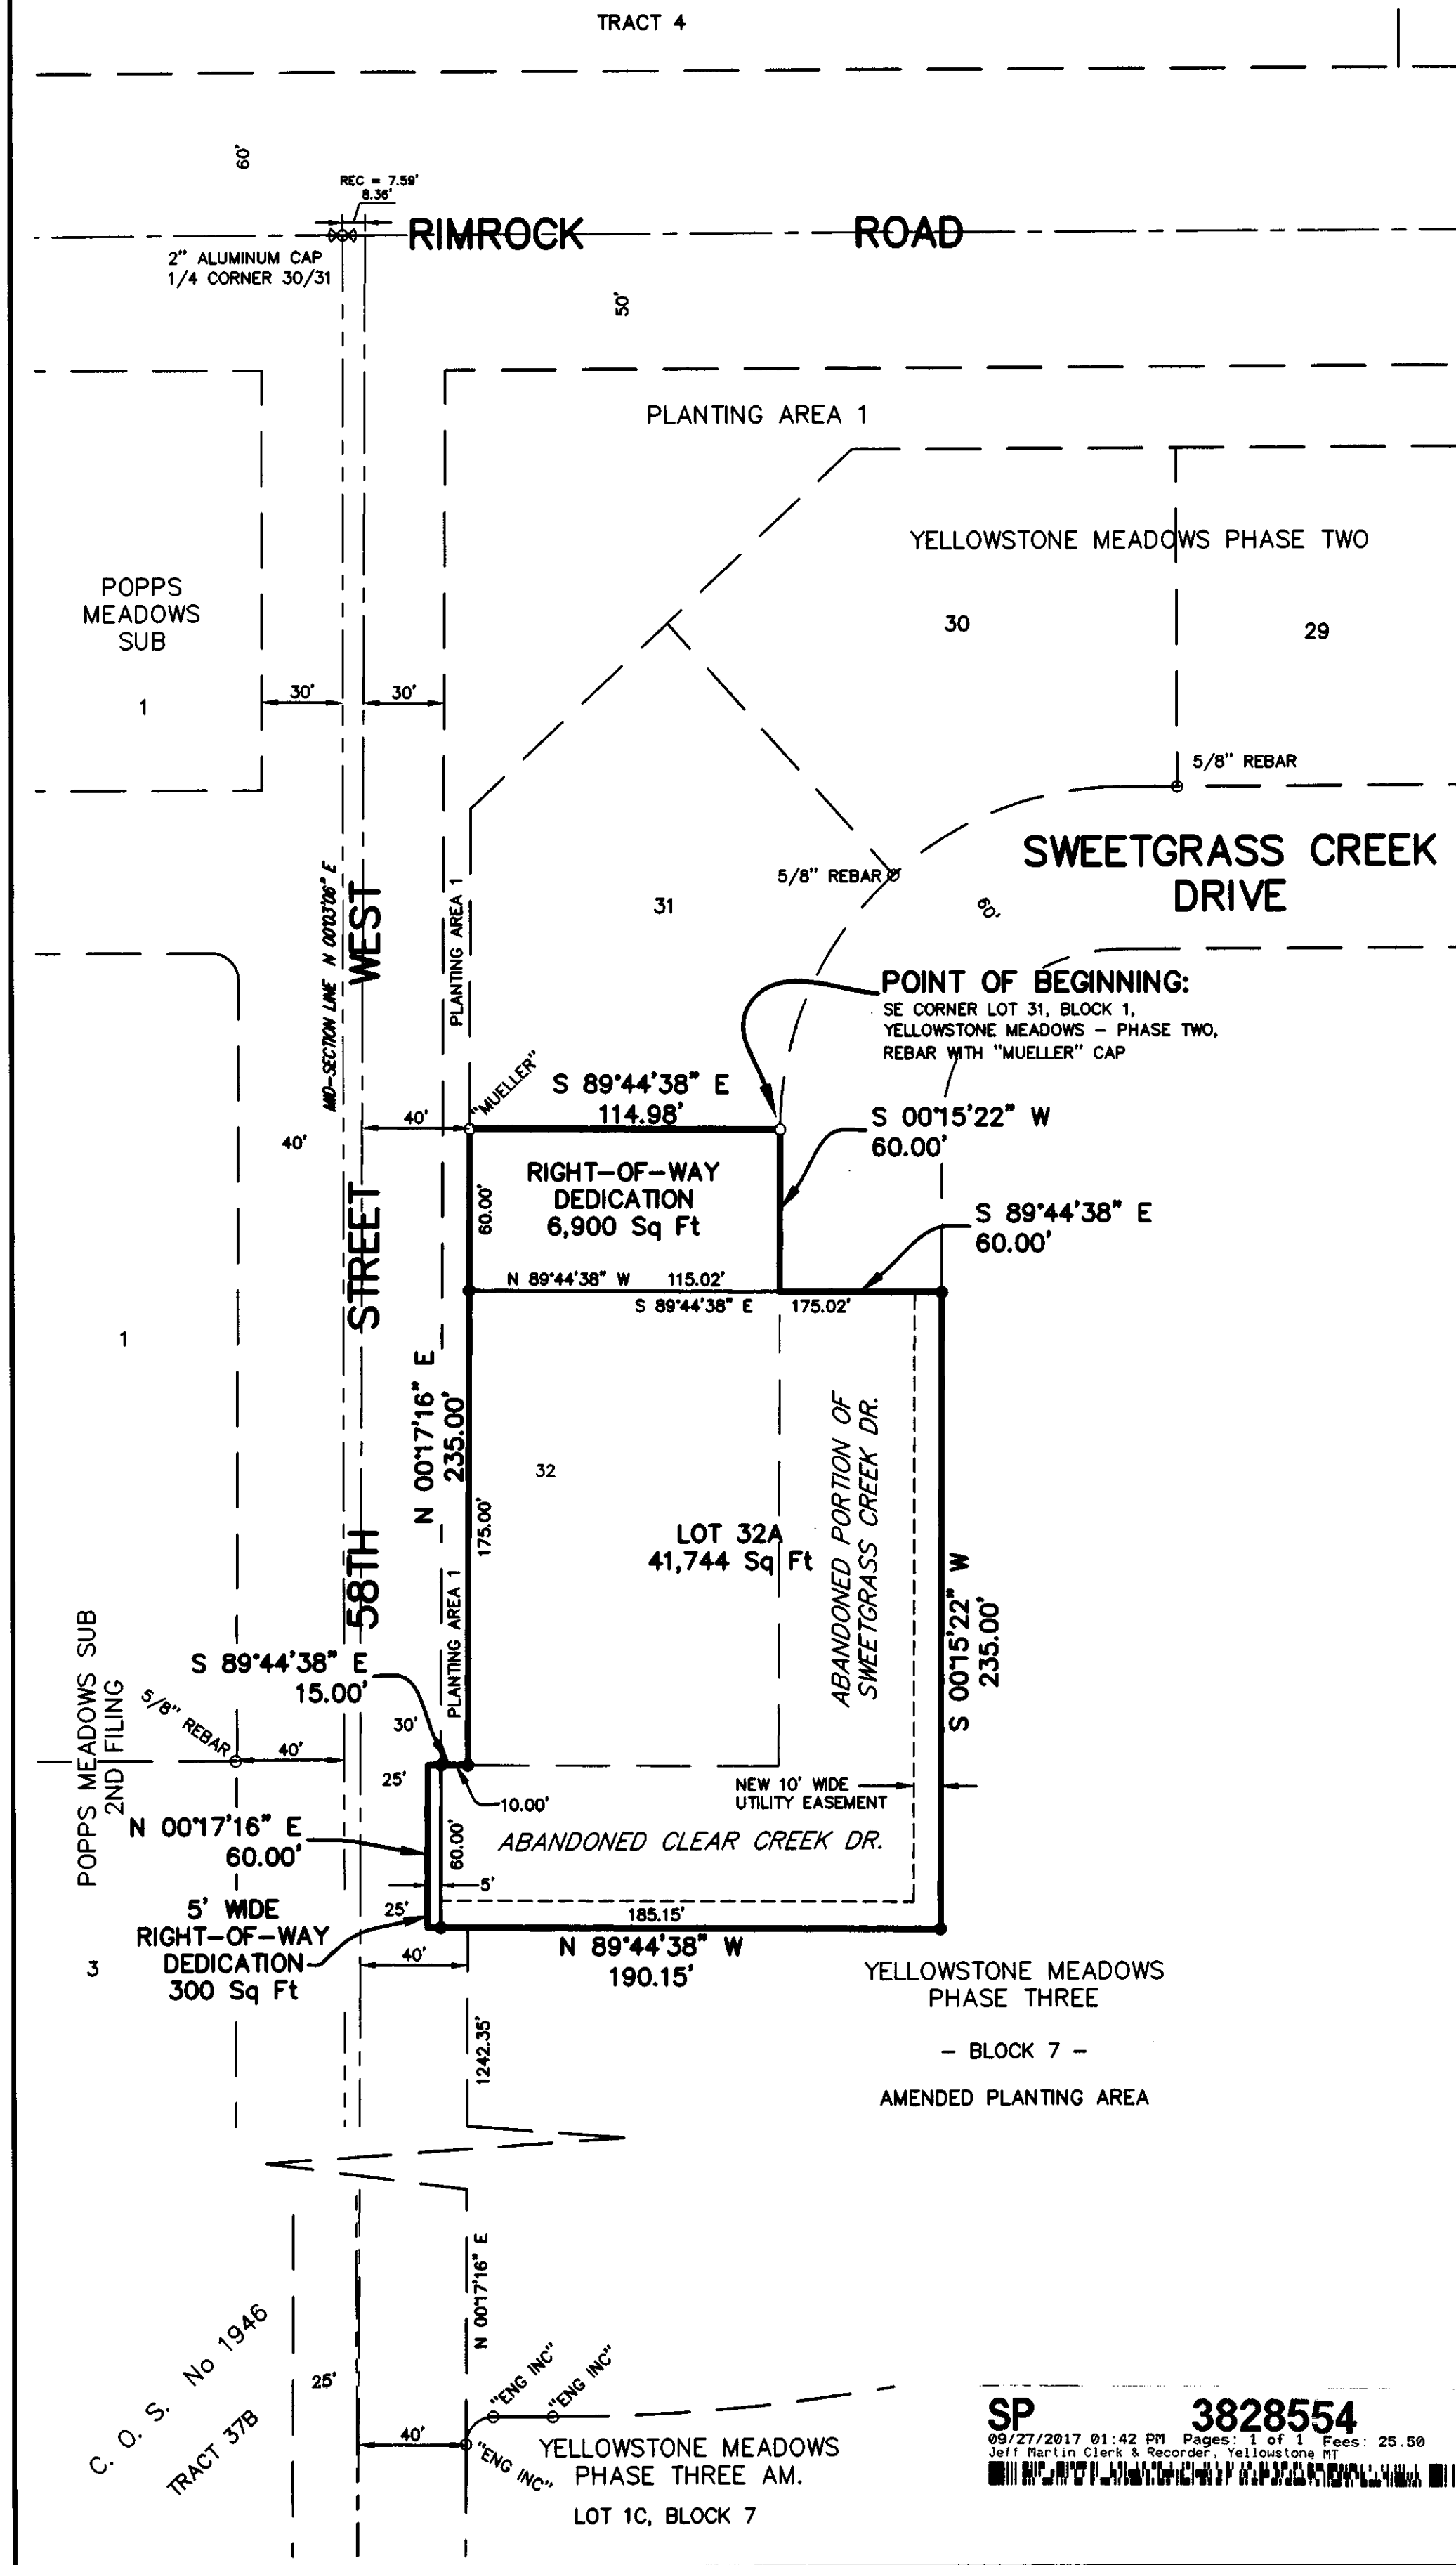 TRACT 4
60'
REC = 7.59'
8.36'
RIMROCK ROAD
2" ALUMINUM CAP
1/4 CORNER 30/31
50'
PLANTING AREA 1
YELLOWSTONE MEADOWS PHASE TWO
POPPS
MEADOWS
SUB
1
30
29
30'
30'
5/8" REBAR
SWEETGRASS CREEK
DRIVE
5/8" REBAR
31
60'
MID-SECTION LINE N 00°03'06" E
58TH STREET WEST
PLANTING AREA 1
POINT OF BEGINNING:
SE CORNER LOT 31, BLOCK 1,
YELLOWSTONE MEADOWS - PHASE TWO,
REBAR WITH "MUELLER" CAP
"MUELLER"
S 89°44'38" E
114.98'
40'
40'
S 00°15'22" W
60.00'
RIGHT-OF-WAY
DEDICATION
6,900 Sq Ft
60.00'
S 89°44'38" E
60.00'
N 89°44'38" W 115.02'
S 89°44'38" E 175.02'
1
N 00°17'16" E
235.00'
32
175.00'
LOT 32A
41,744 Sq Ft
ABANDONED PORTION OF
SWEETGRASS CREEK DR.
S 00°15'22" W
235.00'
PLANTING AREA 1
POPPS MEADOWS SUB
2ND FILING
S 89°44'38" E
15.00'
5/8" REBAR
30'
40'
25'
10.00'
NEW 10' WIDE
UTILITY EASEMENT
N 00°17'16" E
60.00'
60.00'
ABANDONED CLEAR CREEK DR.
5'
5' WIDE
RIGHT-OF-WAY
DEDICATION
300 Sq Ft
25'
185.15'
N 89°44'38" W
190.15'
40'
3
YELLOWSTONE MEADOWS
PHASE THREE
- BLOCK 7 -
AMENDED PLANTING AREA
1242.35'
N 00°17'16" E
C. O. S. No 1946
TRACT 37B
25'
"ENG INC"
"ENG INC"
40'
"ENG INC"
YELLOWSTONE MEADOWS
PHASE THREE AM.
LOT 1C, BLOCK 7
SP 3828554
09/27/2017 01:42 PM Pages: 1 of 1 Fees: 25.50
Jeff Martin Clerk & Recorder, Yellowstone MT